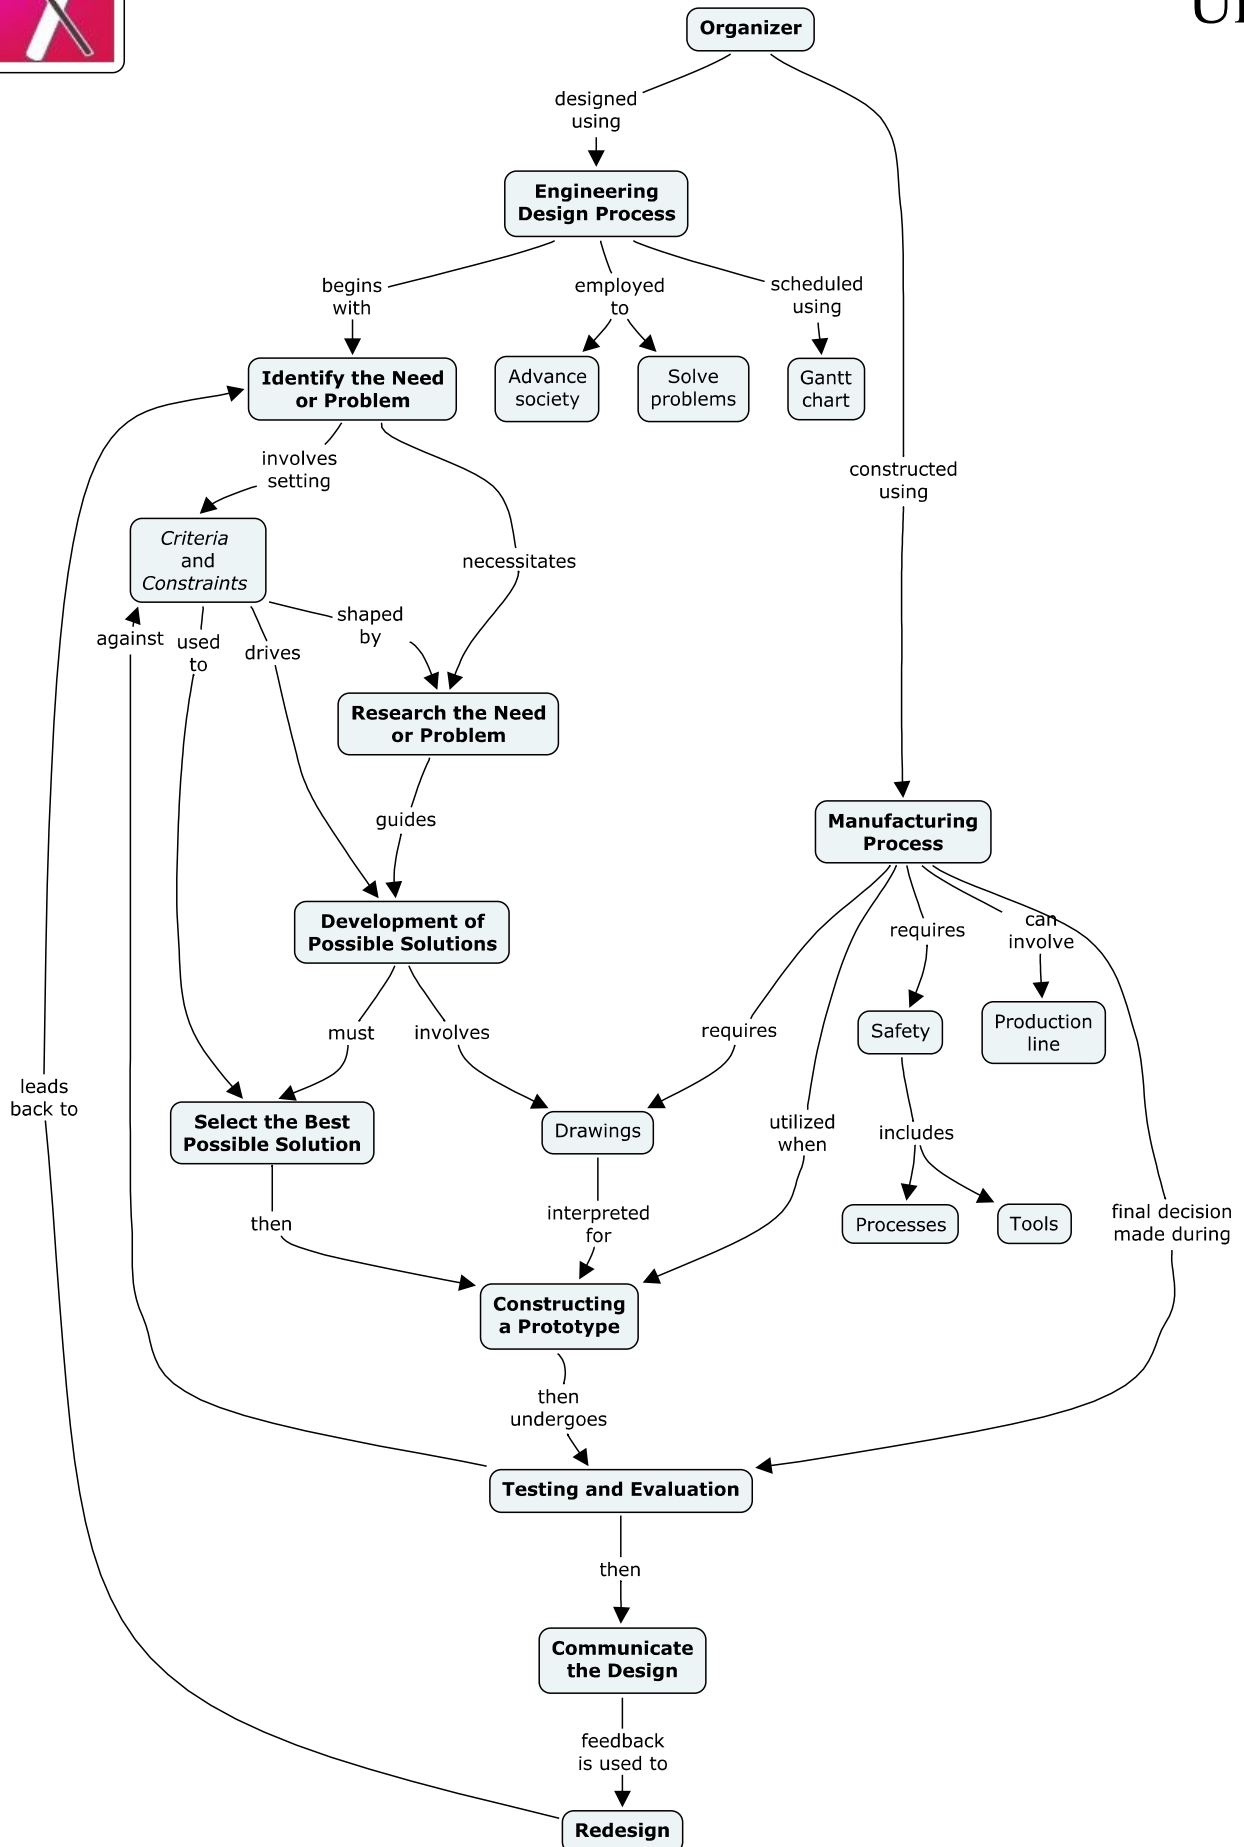 Organizer
designed
using
Engineering
Design Process
begins
with
employed
to
scheduled
using
Identify the Need
or Problem
Advance
society
Solve
problems
Gantt
chart
involves
setting
constructed
using
Criteria
and
Constraints
necessitates
against
used
to
drives
shaped
by
Research the Need
or Problem
guides
Manufacturing
Process
Development of
Possible Solutions
requires
can
involve
must
involves
requires
Safety
Production
line
leads
back to
Select the Best
Possible Solution
Drawings
utilized
when
includes
then
interpreted
for
Processes
Tools
final decision
made during
Constructing
a Prototype
then
undergoes
Testing and Evaluation
then
Communicate
the Design
feedback
is used to
Redesign